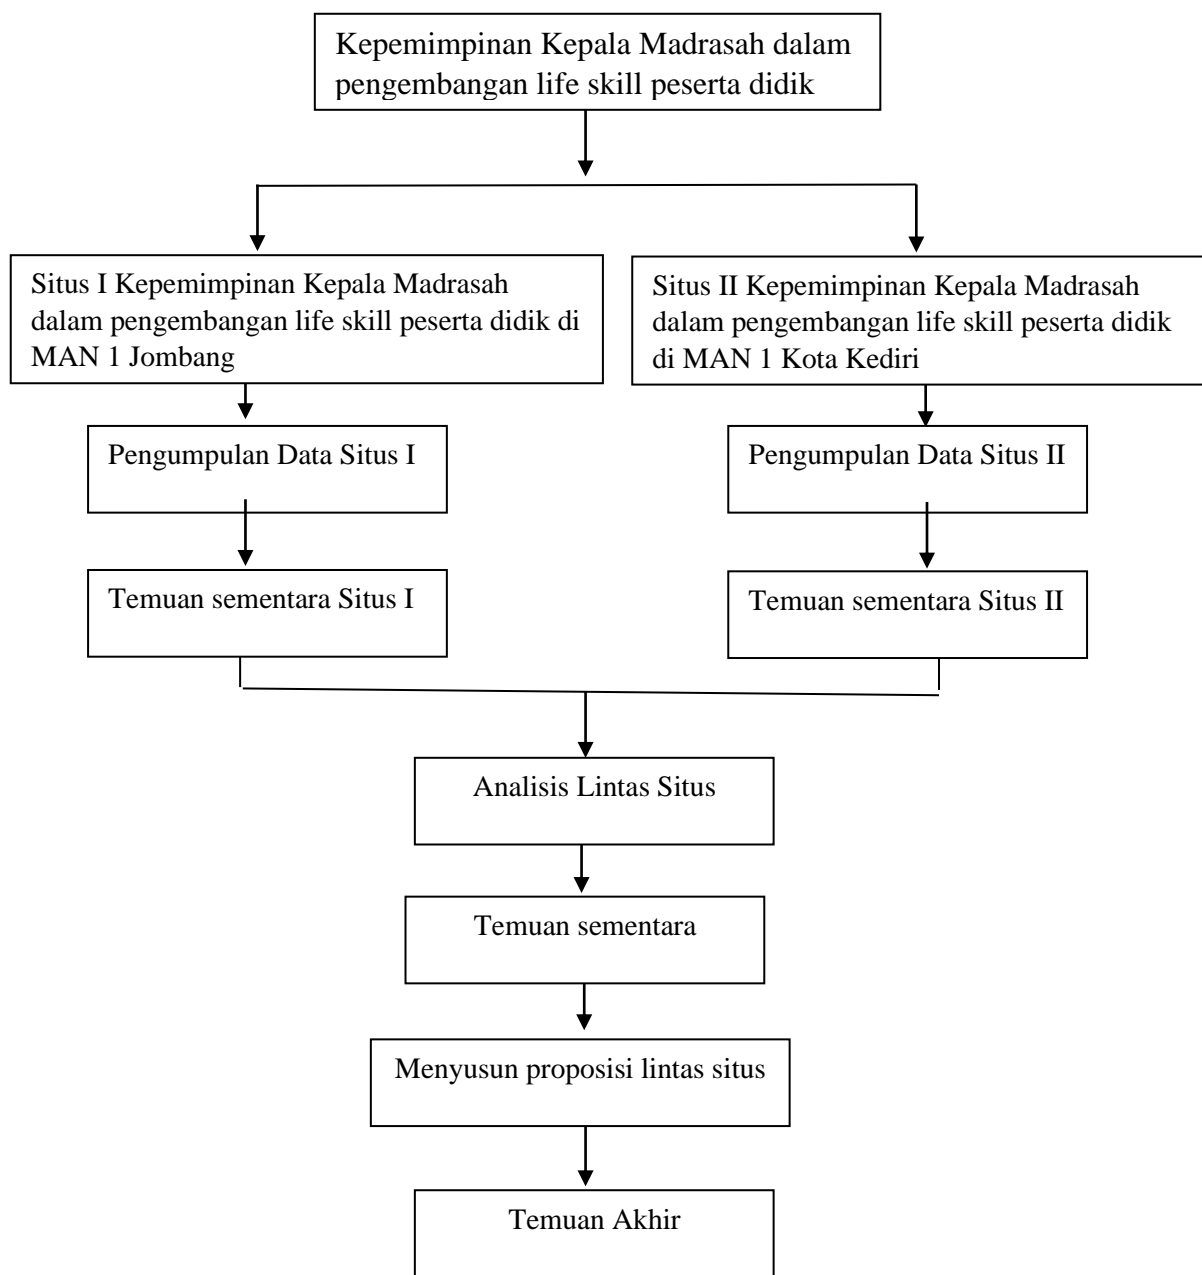 Kepemimpinan Kepala Madrasah dalam
pengembangan life skill peserta didik
Situs I Kepemimpinan Kepala Madrasah
dalam pengembangan life skill peserta didik di
MAN 1 Jombang
Situs II Kepemimpinan Kepala Madrasah
dalam pengembangan life skill peserta didik
di MAN 1 Kota Kediri
Pengumpulan Data Situs I
Pengumpulan Data Situs II
Temuan sementara Situs I
Temuan sementara Situs II
Analisis Lintas Situs
Temuan sementara
Menyusun proposisi lintas situs
Temuan Akhir